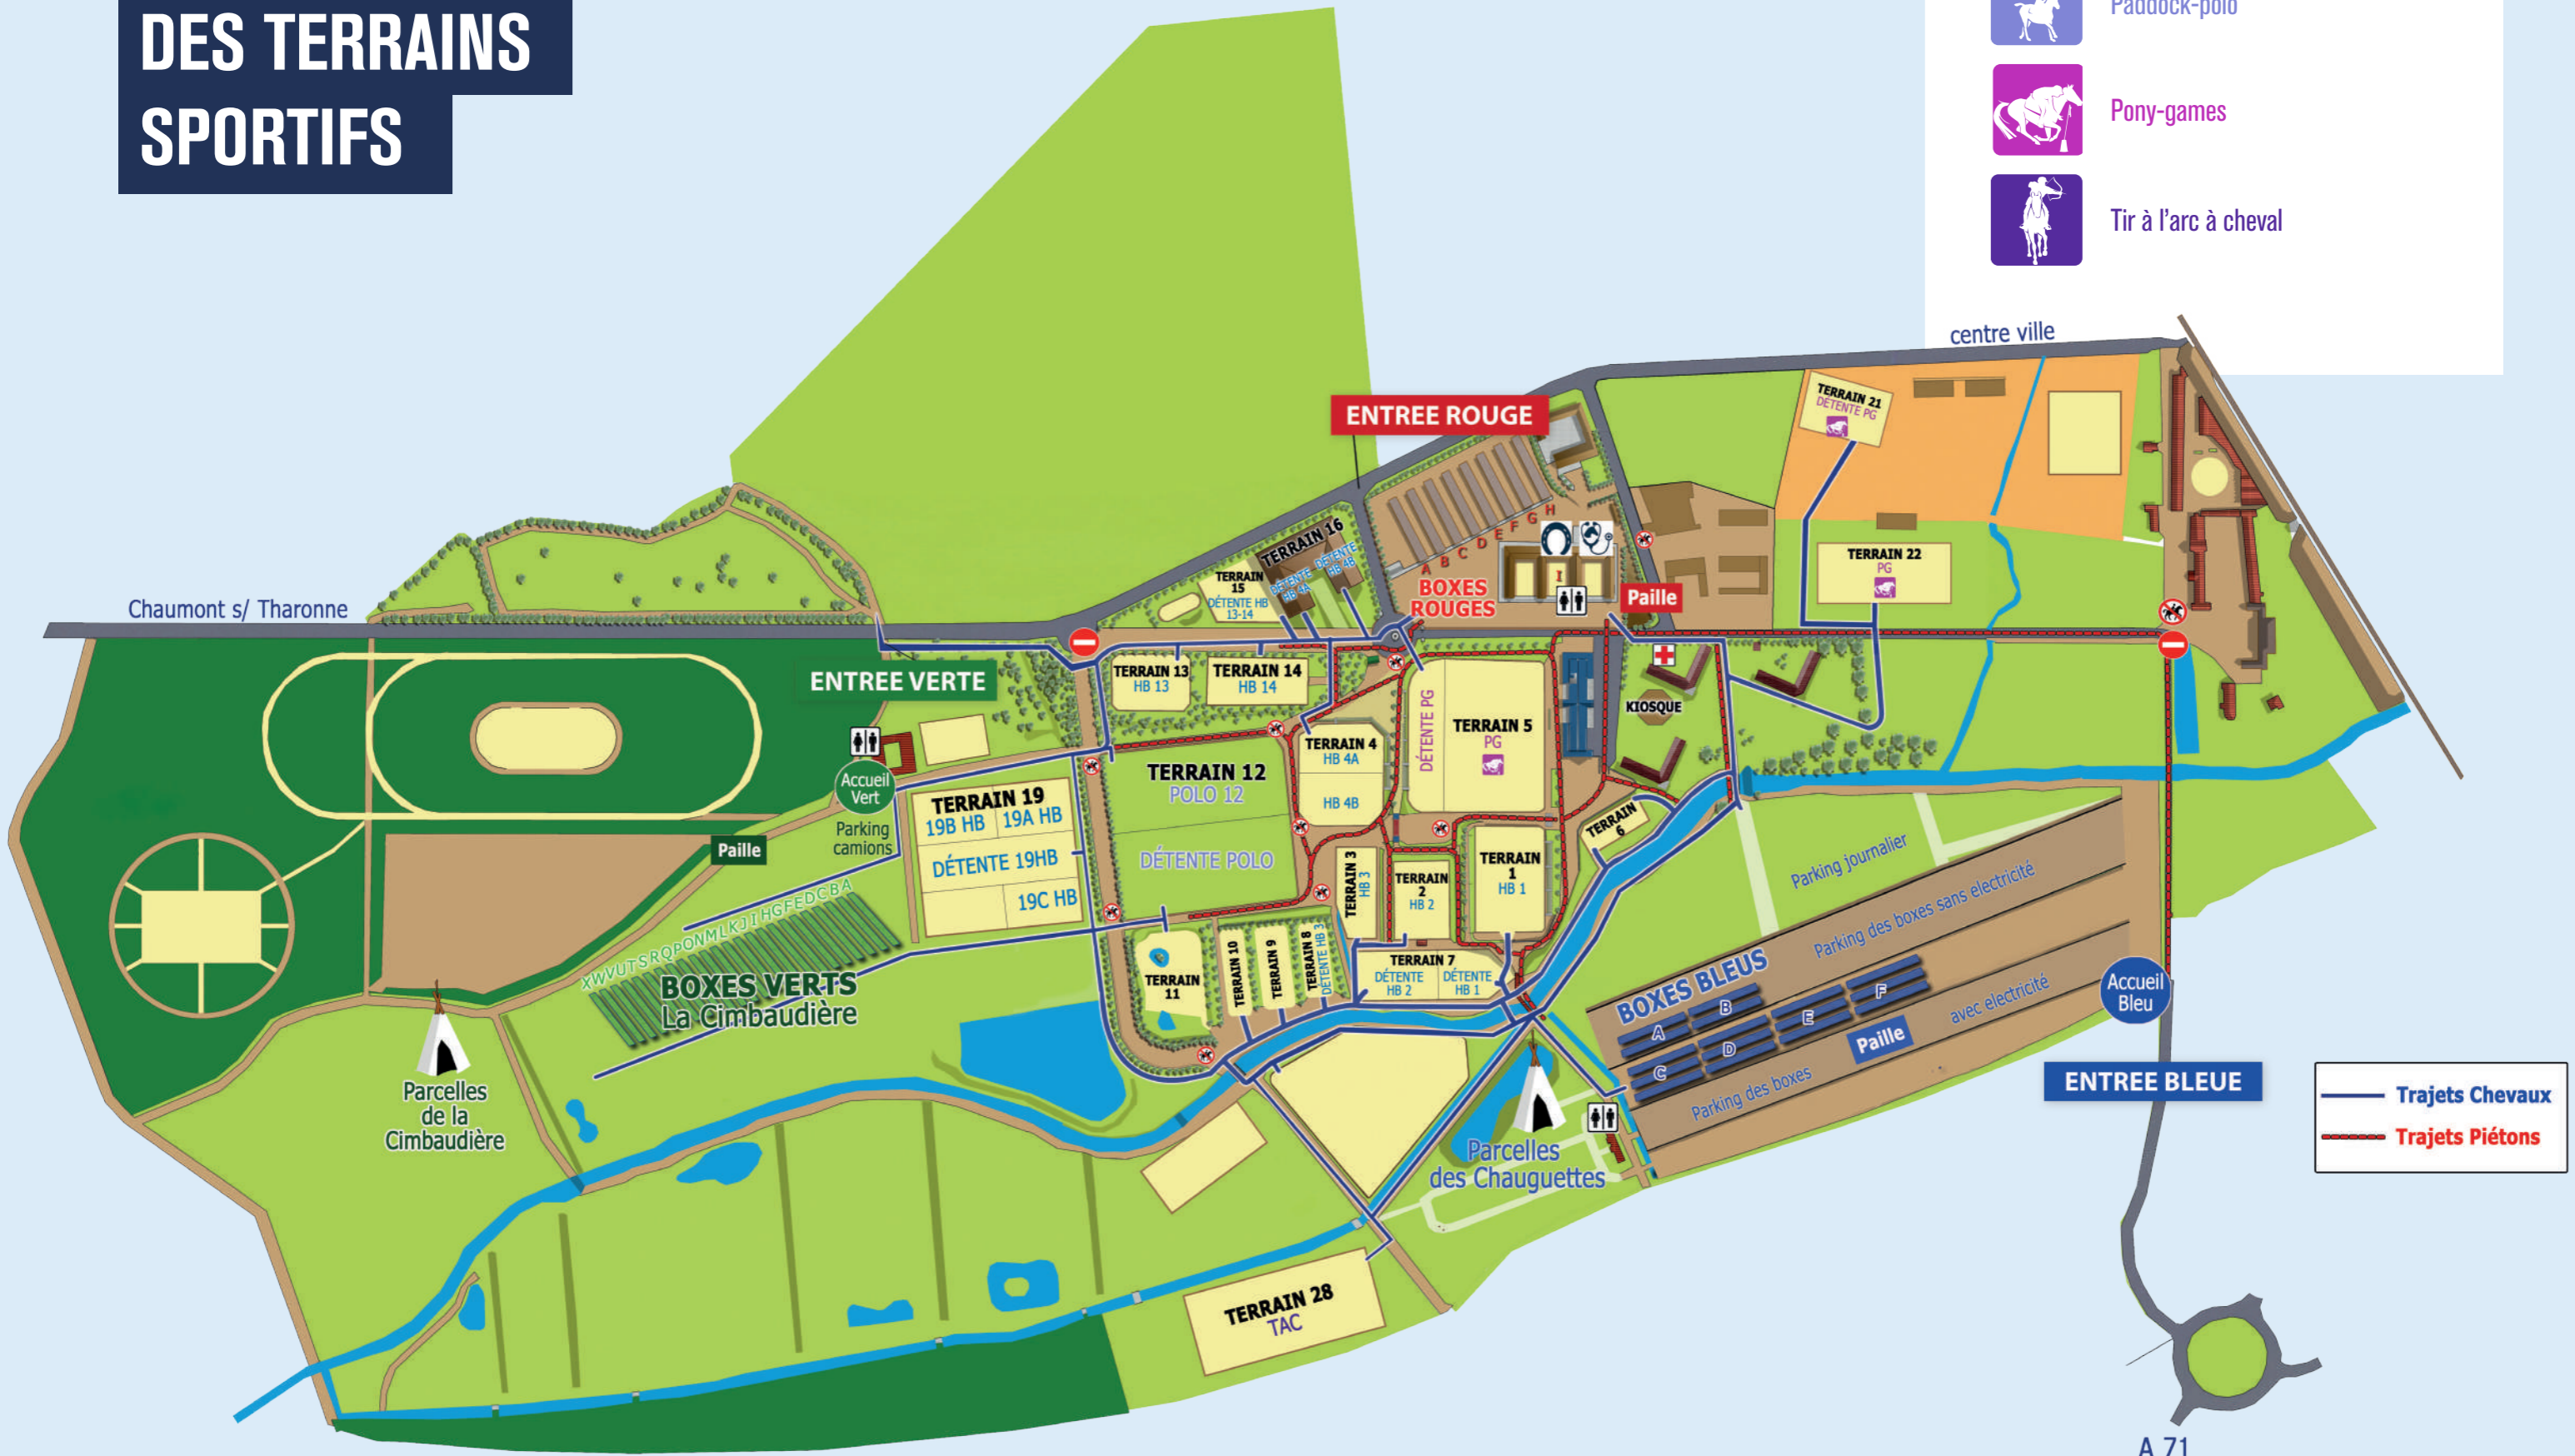 DES TERRAINS
SPORTIFS
Paddock-polo
Pony-games
Tir à l'arc à cheval
centre ville
ENTREE ROUGE
TERRAIN 21
DÉTENTE PG
TERRAIN 22
PG
TERRAIN 16
DÉTENTE
HB 4A
DÉTENTE
HB 4B
TERRAIN
15
DÉTENTE HB
13-14
A B C D E F G H
I
BOXES
ROUGES
Paille
Chaumont s/ Tharonne
ENTREE VERTE
TERRAIN 13
HB 13
TERRAIN 14
HB 14
TERRAIN 4
HB 4A
HB 4B
DÉTENTE PG
TERRAIN 5
PG
KIOSQUE
Accueil
Vert
Parking
camions
Paille
TERRAIN 19
19B HB
19A HB
DÉTENTE 19HB
19C HB
TERRAIN 12
POLO 12
DÉTENTE POLO
TERRAIN 3
HB 3
TERRAIN
2
HB 2
TERRAIN
1
HB 1
TERRAIN
6
Parking journalier
Parking des boxes sans electricité
XWVUTSRQPONMLKJIHGFEDCBA
BOXES VERTS
La Cimbaudière
TERRAIN
11
TERRAIN 10
TERRAIN 9
TERRAIN 8
DÉTENTE HB 3
TERRAIN 7
DÉTENTE
HB 2
DÉTENTE
HB 1
BOXES BLEUS
A
B
C
D
E
F
Paille
Parking des boxes
avec electricité
Accueil
Bleu
ENTREE BLEUE
Parcelles
de la
Cimbaudière
Parcelles
des Chauguettes
Trajets Chevaux
Trajets Piétons
TERRAIN 28
TAC
A 71